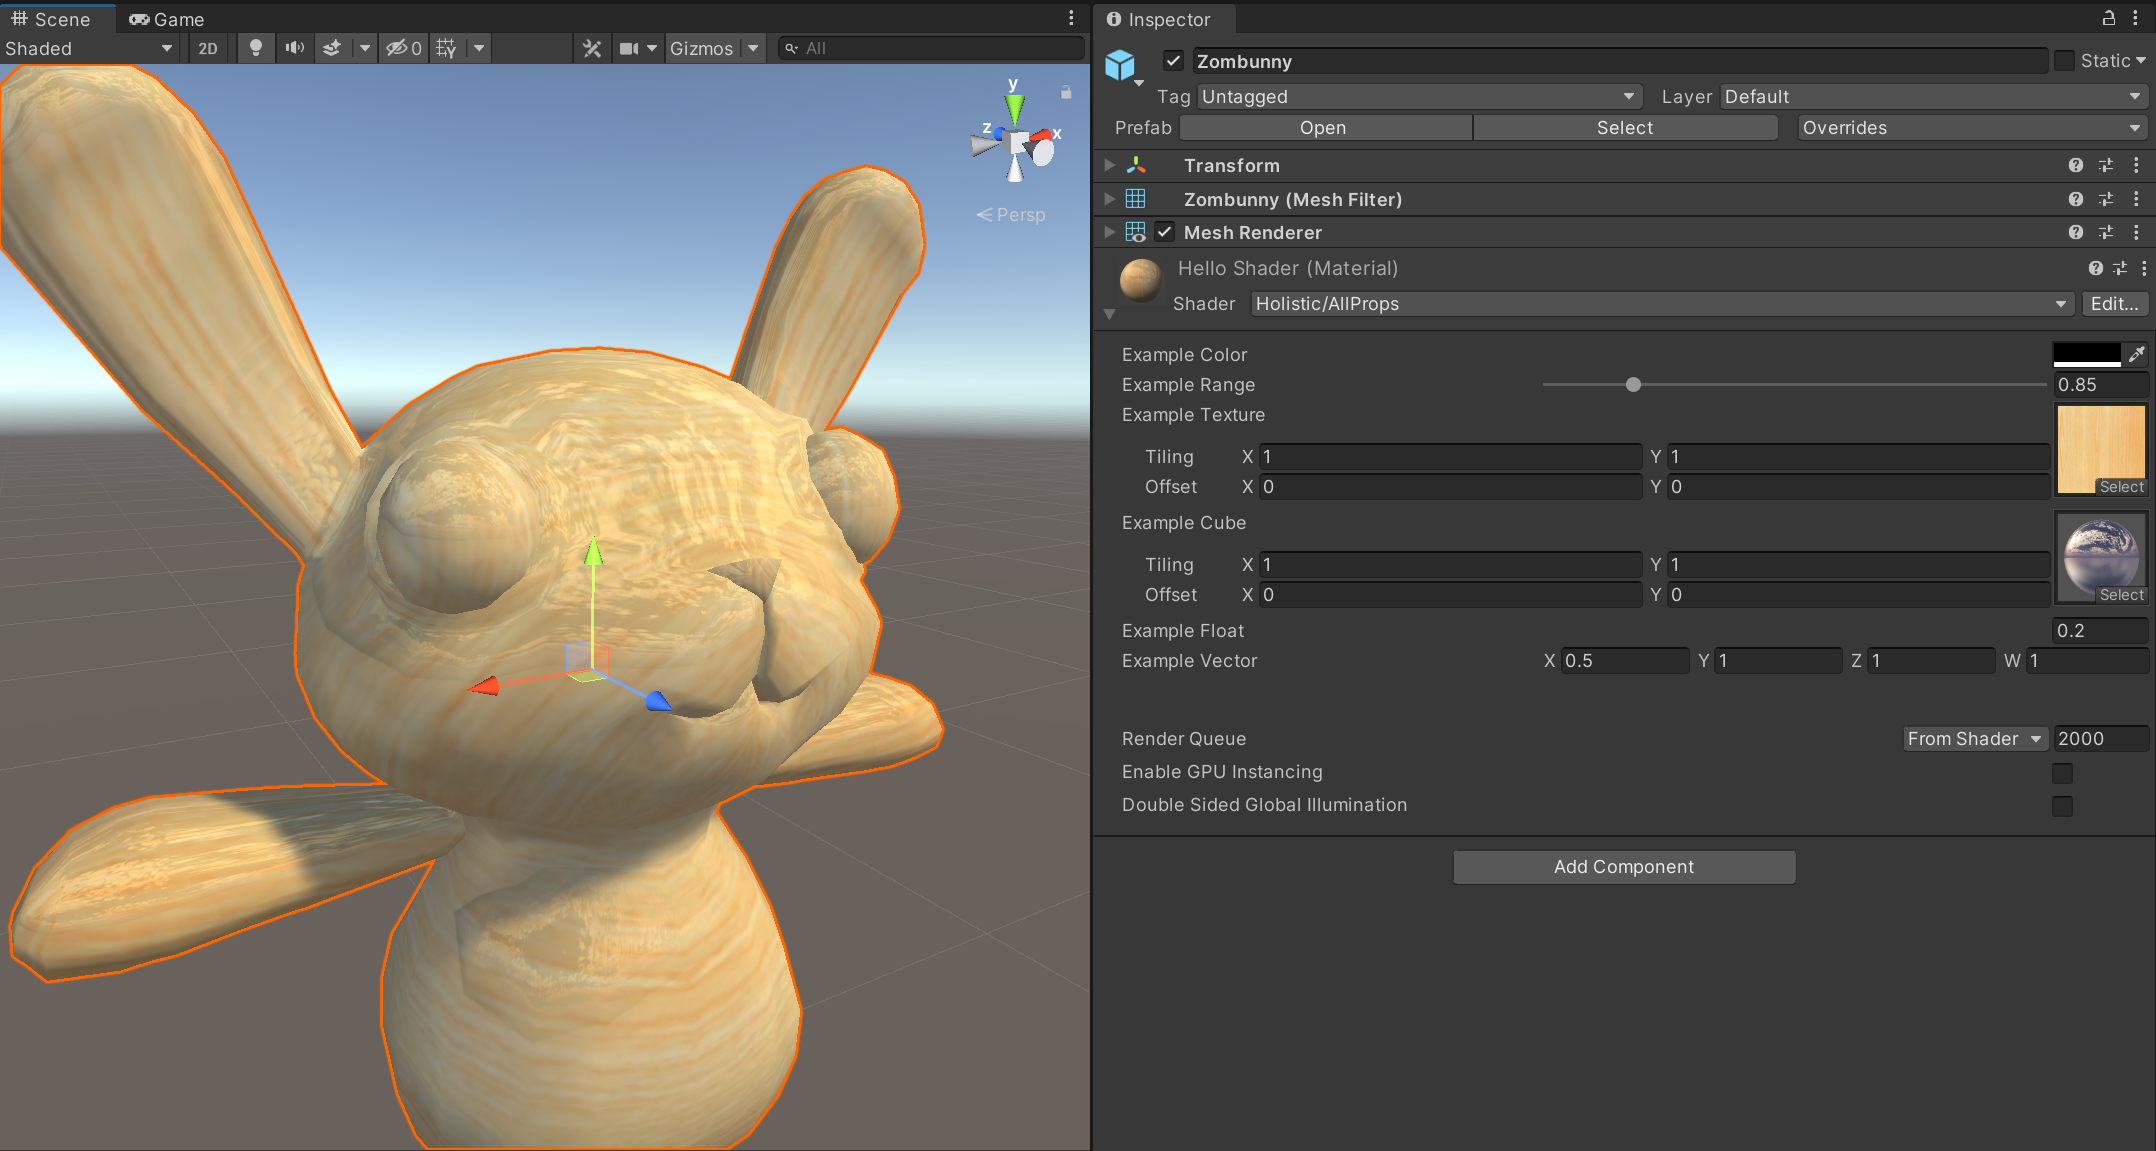 Scene Game
Shaded 2D 0 Gizmos All
y
z x
Persp
Inspector
Zombunny Static
Tag Untagged Layer Default
Prefab Open Select Overrides
Transform
Zombunny (Mesh Filter)
Mesh Renderer
Hello Shader (Material)
Shader Holistic/AllProps Edit...
Example Color
Example Range 0.85
Example Texture
Tiling X 1 Y 1
Offset X 0 Y 0 Select
Example Cube
Tiling X 1 Y 1
Offset X 0 Y 0 Select
Example Float 0.2
Example Vector X 0.5 Y 1 Z 1 W 1
Render Queue From Shader 2000
Enable GPU Instancing
Double Sided Global Illumination
Add Component